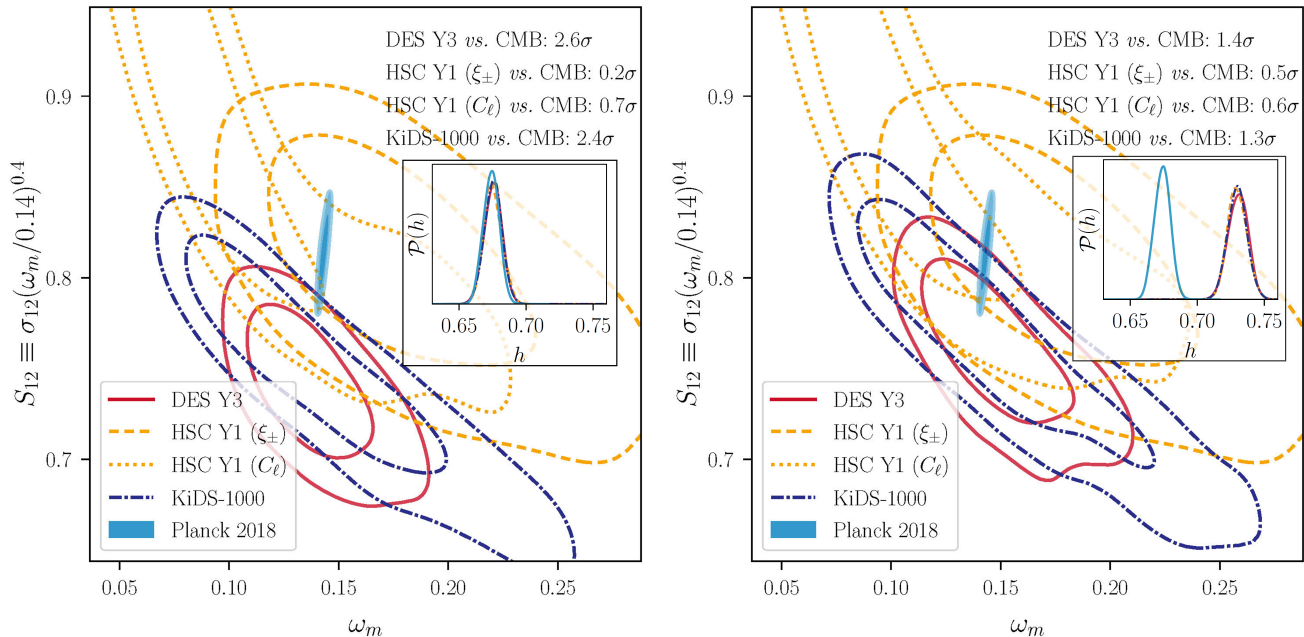 DES Y3 vs. CMB: 2.6σ
HSC Y1 (ξ±) vs. CMB: 0.2σ
HSC Y1 (Cℓ) vs. CMB: 0.7σ
KiDS-1000 vs. CMB: 2.4σ
0.9
0.8
0.7
S₁₂ ≡ σ₁₂(ωₘ/0.14)^0.4
P(h)
0.65 0.70 0.75
h
DES Y3
HSC Y1 (ξ±)
HSC Y1 (Cℓ)
KiDS-1000
Planck 2018
0.05 0.10 0.15 0.20 0.25
ωₘ
DES Y3 vs. CMB: 1.4σ
HSC Y1 (ξ±) vs. CMB: 0.5σ
HSC Y1 (Cℓ) vs. CMB: 0.6σ
KiDS-1000 vs. CMB: 1.3σ
0.9
0.8
0.7
S₁₂ ≡ σ₁₂(ωₘ/0.14)^0.4
P(h)
0.65 0.70 0.75
h
DES Y3
HSC Y1 (ξ±)
HSC Y1 (Cℓ)
KiDS-1000
Planck 2018
0.05 0.10 0.15 0.20 0.25
ωₘ